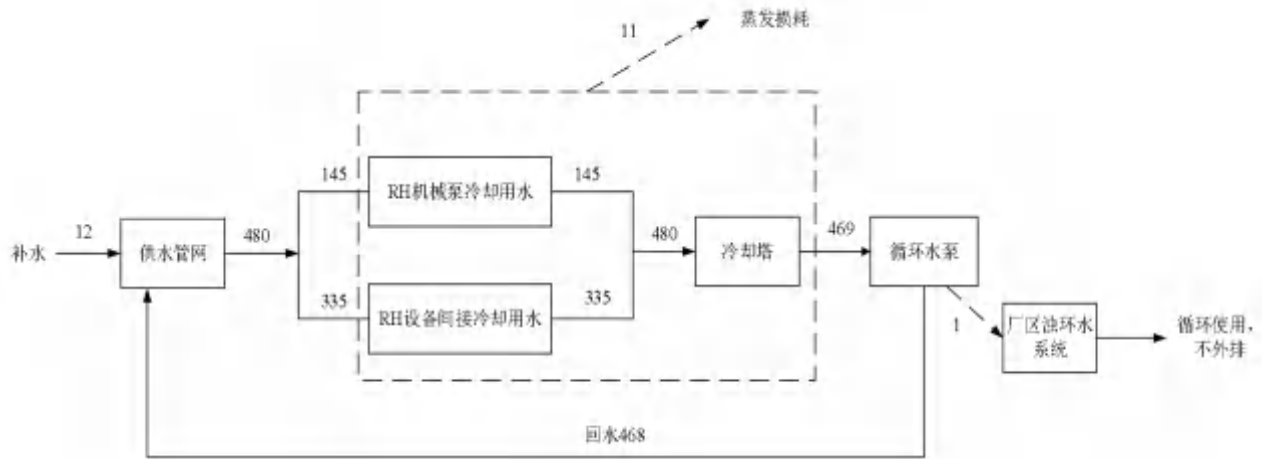 11
蒸发损耗
145
RH机械泵冷却用水
145
补水
12
供水管网
480
480
冷却塔
469
循环水泵
335
RH设备间接冷却用水
335
1
厂区浊环水
系统
循环使用，
不外排
回水468